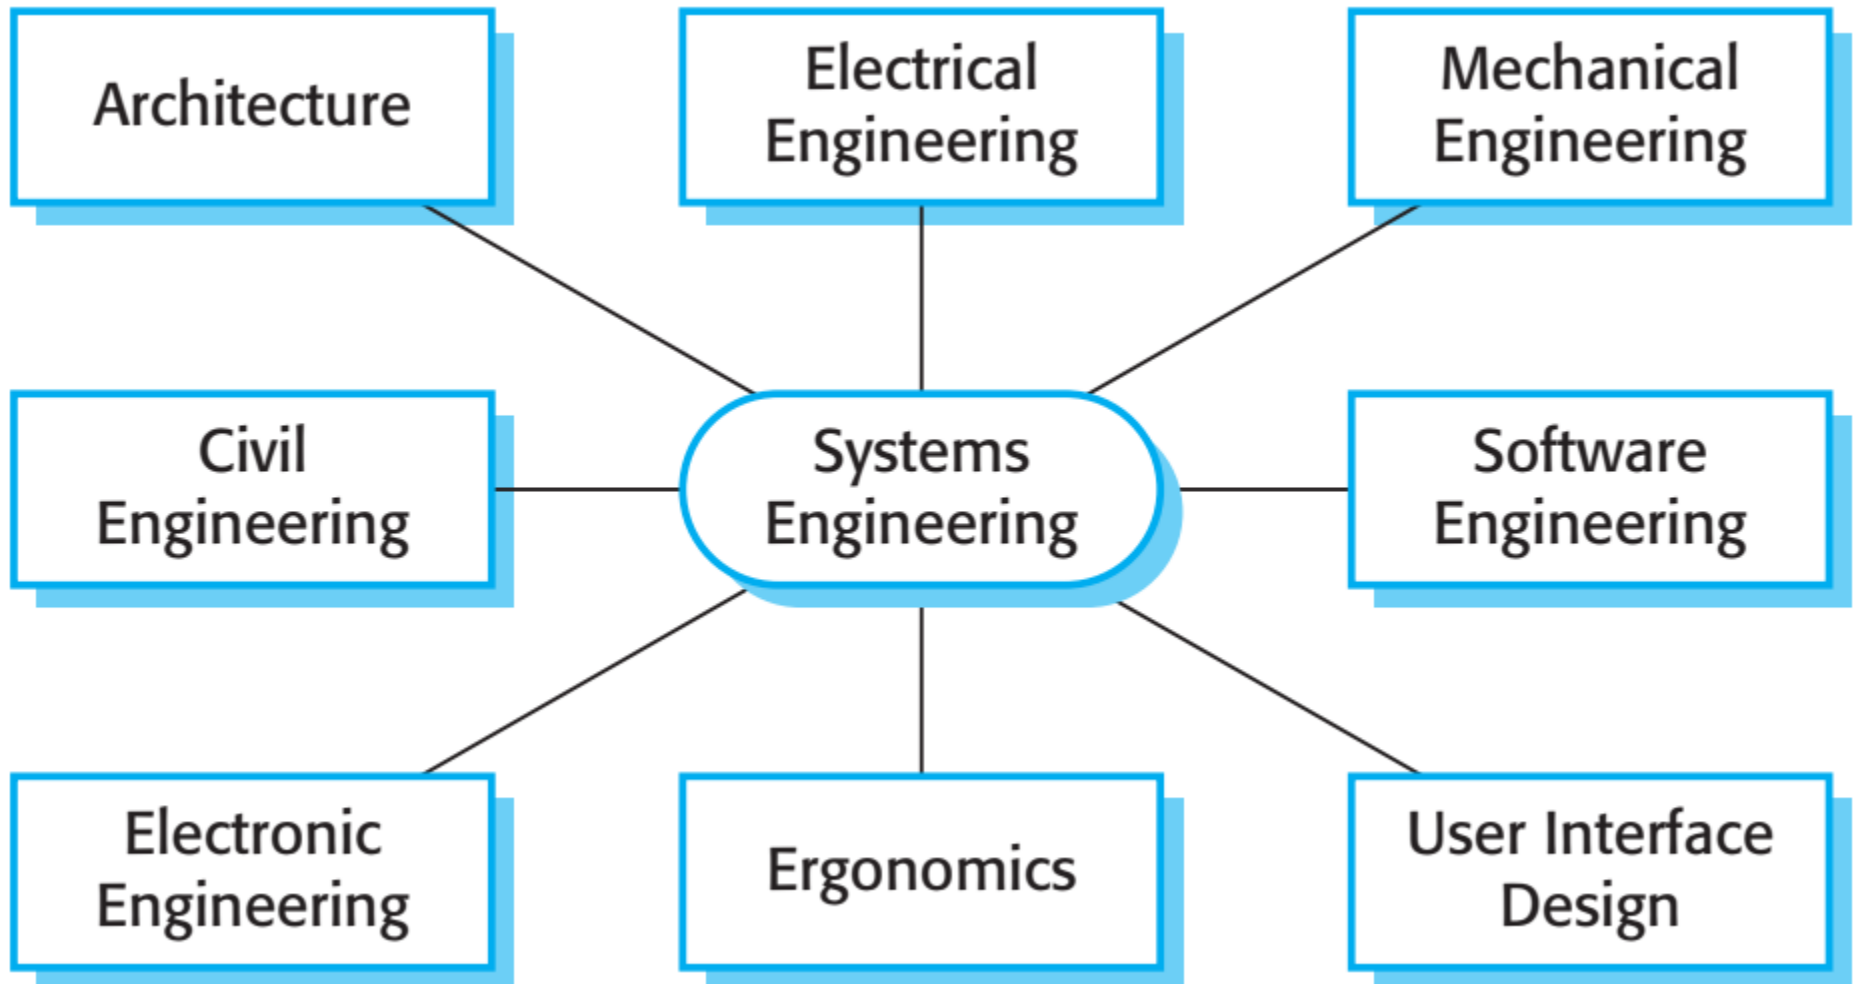 Architecture
Electrical
Engineering
Mechanical
Engineering
Civil
Engineering
Systems
Engineering
Software
Engineering
Electronic
Engineering
Ergonomics
User Interface
Design